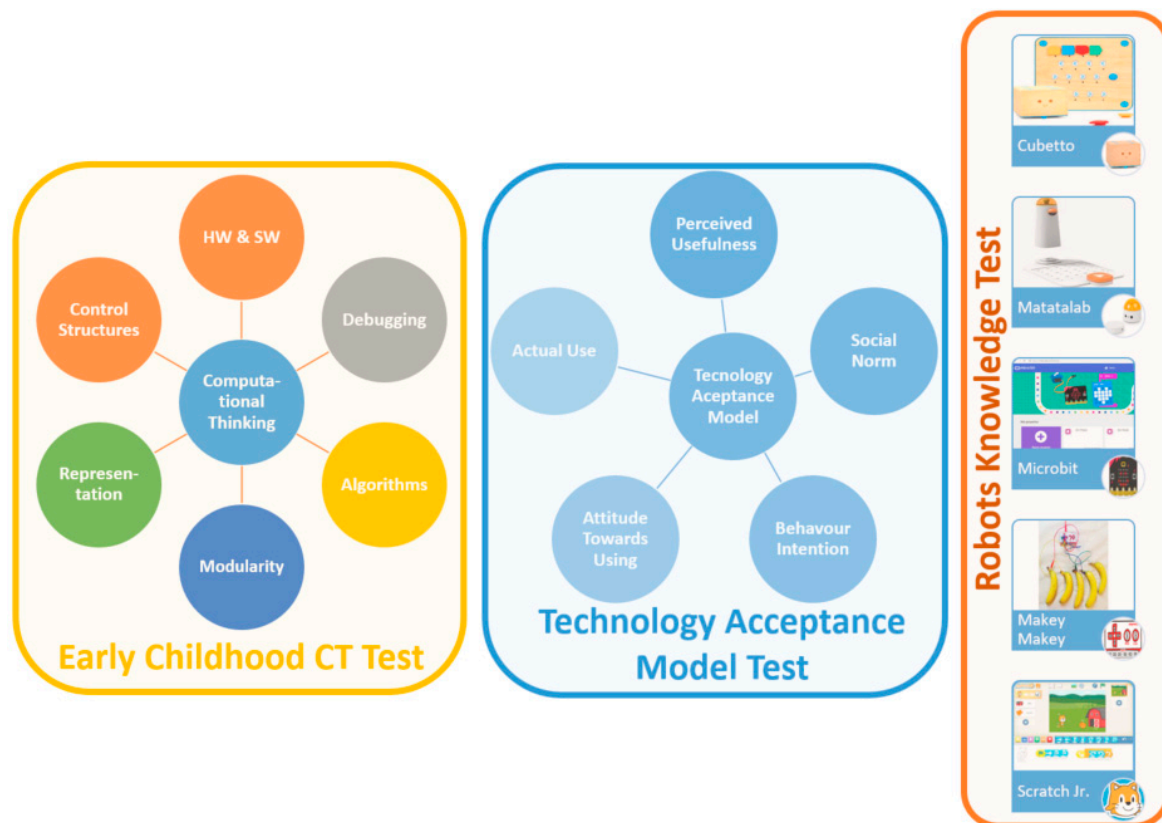 HW & SW
Debugging
Algorithms
Modularity
Represen-
tation
Control
Structures
Computa-
tional
Thinking
Early Childhood CT Test
Perceived
Usefulness
Social
Norm
Behavour
Intention
Attitude
Towards
Using
Actual Use
Tecnology
Aceptance
Model
Technology Acceptance
Model Test
Robots Knowledge Test
Cubetto
Matatalab
Microbit
Makey
Makey
Scratch Jr.